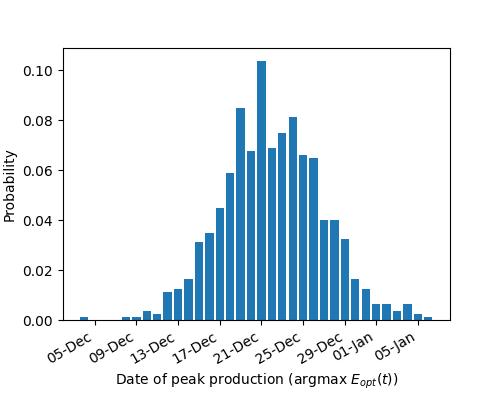 0.10
0.08
0.06
0.04
0.02
0.00
Probability
05-Dec
09-Dec
13-Dec
17-Dec
21-Dec
25-Dec
29-Dec
01-Jan
05-Jan
Date of peak production (argmax E_opt(t))